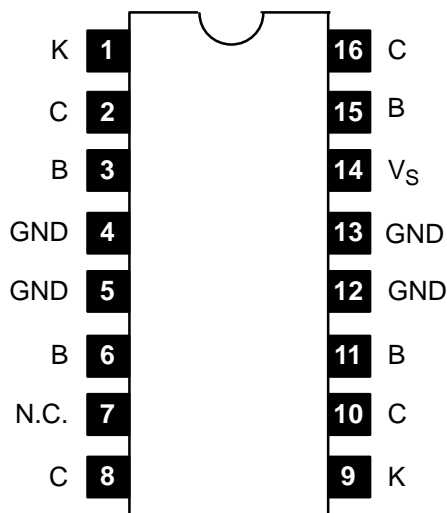 K 1 16 C
C 2 15 B
B 3 14 VS
GND 4 13 GND
GND 5 12 GND
B 6 11 B
N.C. 7 10 C
C 8 9 K